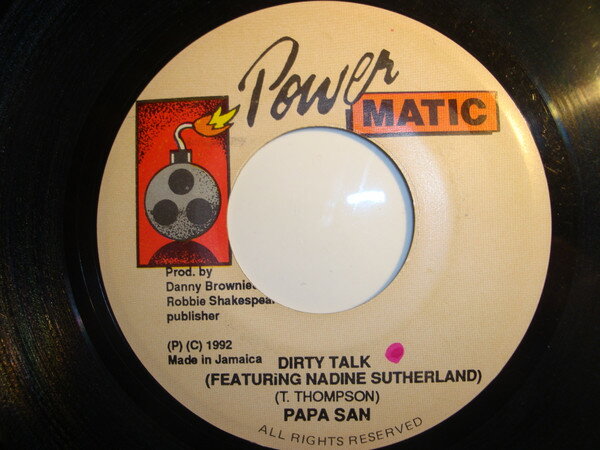 Power
MATIC
Prod. by
Danny Brownie
Robbie Shakespear
publisher
(P) (C) 1992
Made in Jamaica
DIRTY TALK
(FEATURiNG NADINE SUTHERLAND)
(T. THOMPSON)
PAPA SAN
ALL RIGHTS RESERVED